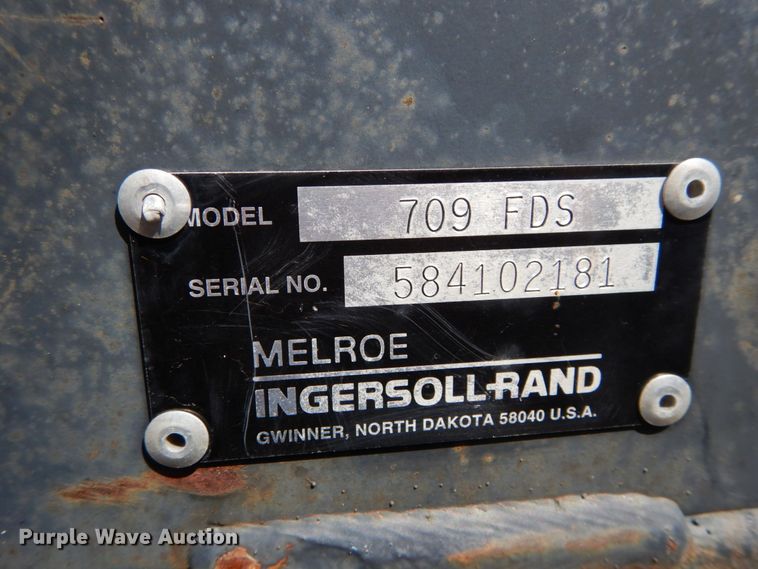 MODEL 709 FDS
SERIAL NO. 584102181
MELROE
INGERSOLL-RAND
GWINNER, NORTH DAKOTA 58040 U.S.A.
Purple Wave Auction